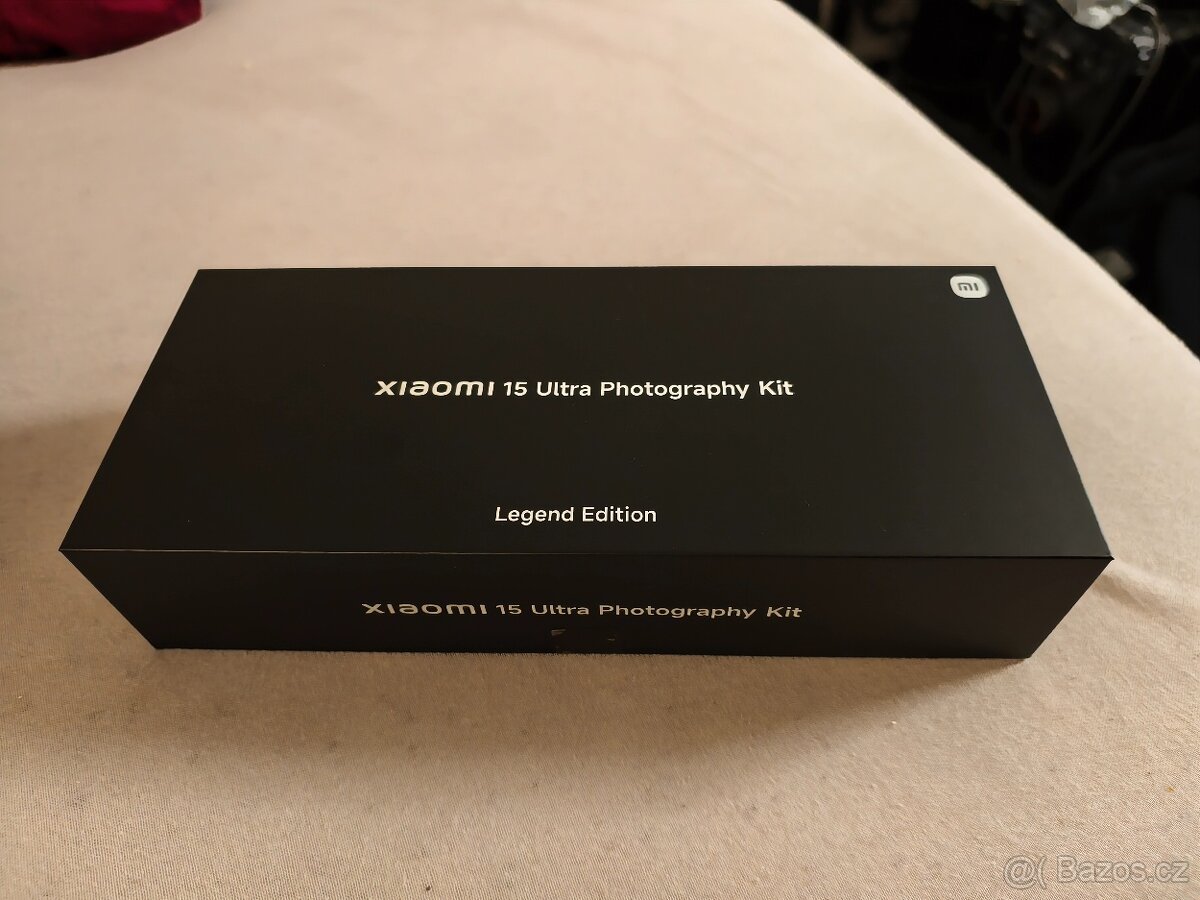 mi
xiaomi 15 Ultra Photography Kit
Legend Edition
xiaomi 15 Ultra Photography Kit
@( Bazos.cz